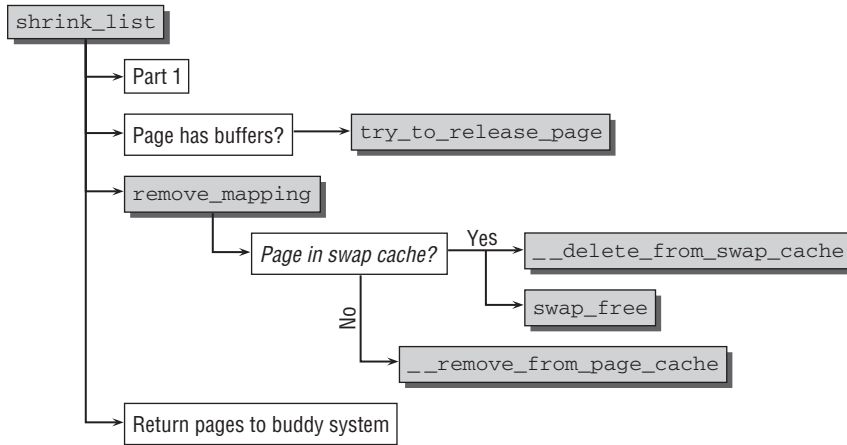 shrink_list
Part 1
Page has buffers?
try_to_release_page
remove_mapping
Page in swap cache?
Yes
__delete_from_swap_cache
swap_free
No
__remove_from_page_cache
Return pages to buddy system